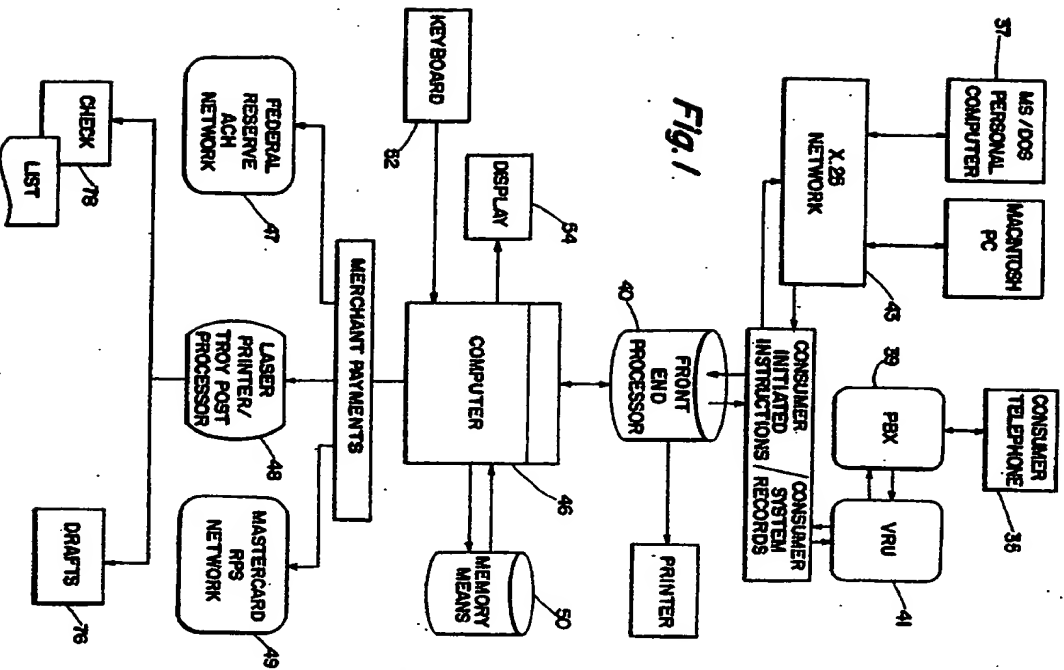 Fig. 1
37
MS/DOS
PERSONAL
COMPUTER
MACINTOSH
PC
CONSUMER
TELEPHONE
35
X.25
NETWORK
43
39
PBX
VRU
41
CONSUMER
INITIATED
INSTRUCTIONS
/
CONSUMER
SYSTEM
RECORDS
40
FRONT
END
PROCESSOR
PRINTER
54
DISPLAY
KEYBOARD
52
COMPUTER
46
MEMORY
MEANS
50
MERCHANT PAYMENTS
FEDERAL
RESERVE
ACH
NETWORK
47
LASER
PRINTER/
TROY POST
PROCESSOR
48
MASTERCARD
RPS
NETWORK
49
CHECK
78
LIST
DRAFTS
76